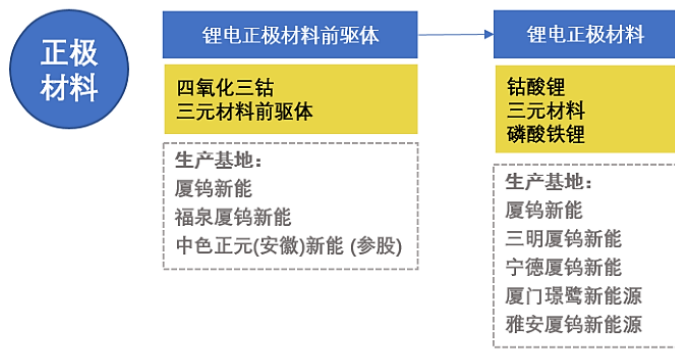 正极
材料
锂电正极材料前驱体
四氧化三钴
三元材料前驱体
生产基地：
厦钨新能
福泉厦钨新能
中色正元(安徽)新能 (参股)
锂电正极材料
钴酸锂
三元材料
磷酸铁锂
生产基地：
厦钨新能
三明厦钨新能
宁德厦钨新能
厦门璟鹭新能源
雅安厦钨新能源